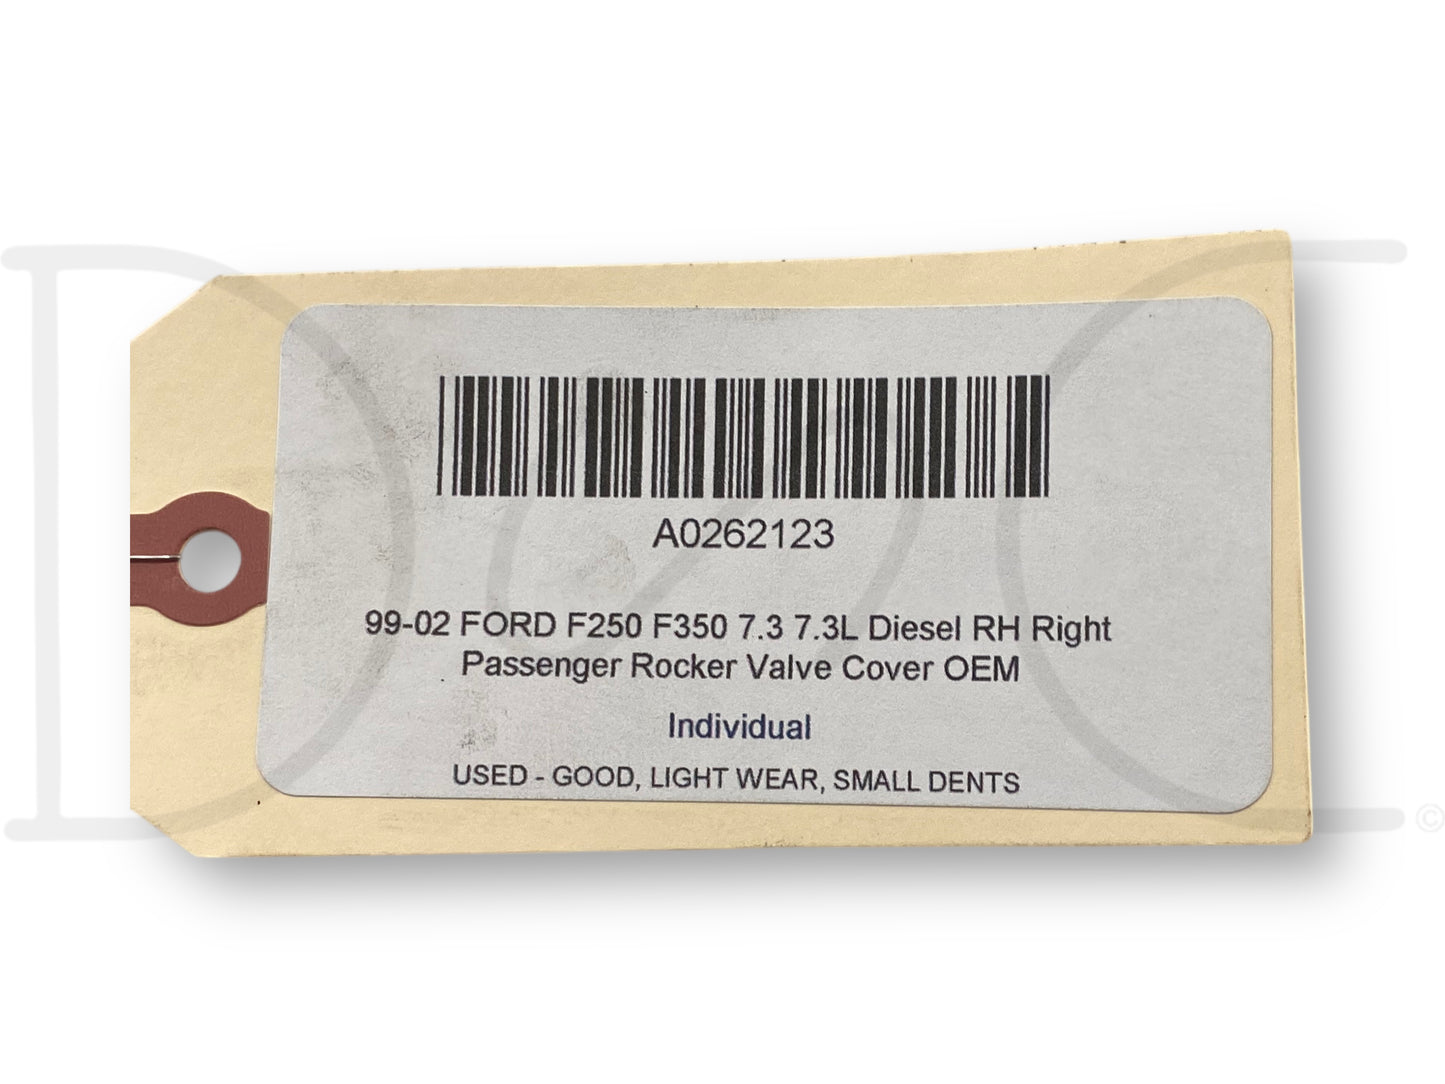 A0262123
99-02 FORD F250 F350 7.3 7.3L Diesel RH Right
Passenger Rocker Valve Cover OEM
Individual
USED - GOOD, LIGHT WEAR, SMALL DENTS
©